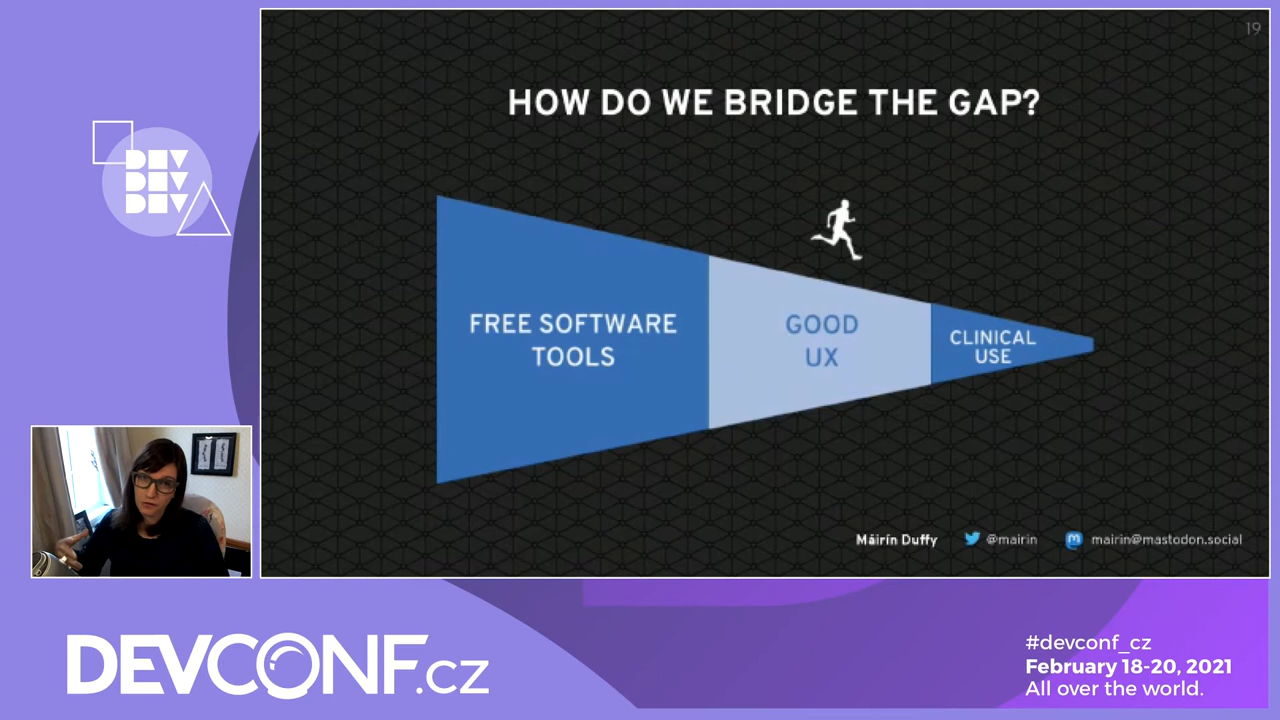 19
HOW DO WE BRIDGE THE GAP?
FREE SOFTWARE
TOOLS
GOOD
UX
CLINICAL
USE
Máirín Duffy @mairin mairin@mastodon.social
DEV
DEV
DEV
DEVCONF.cz
#devconf_cz
February 18-20, 2021
All over the world.